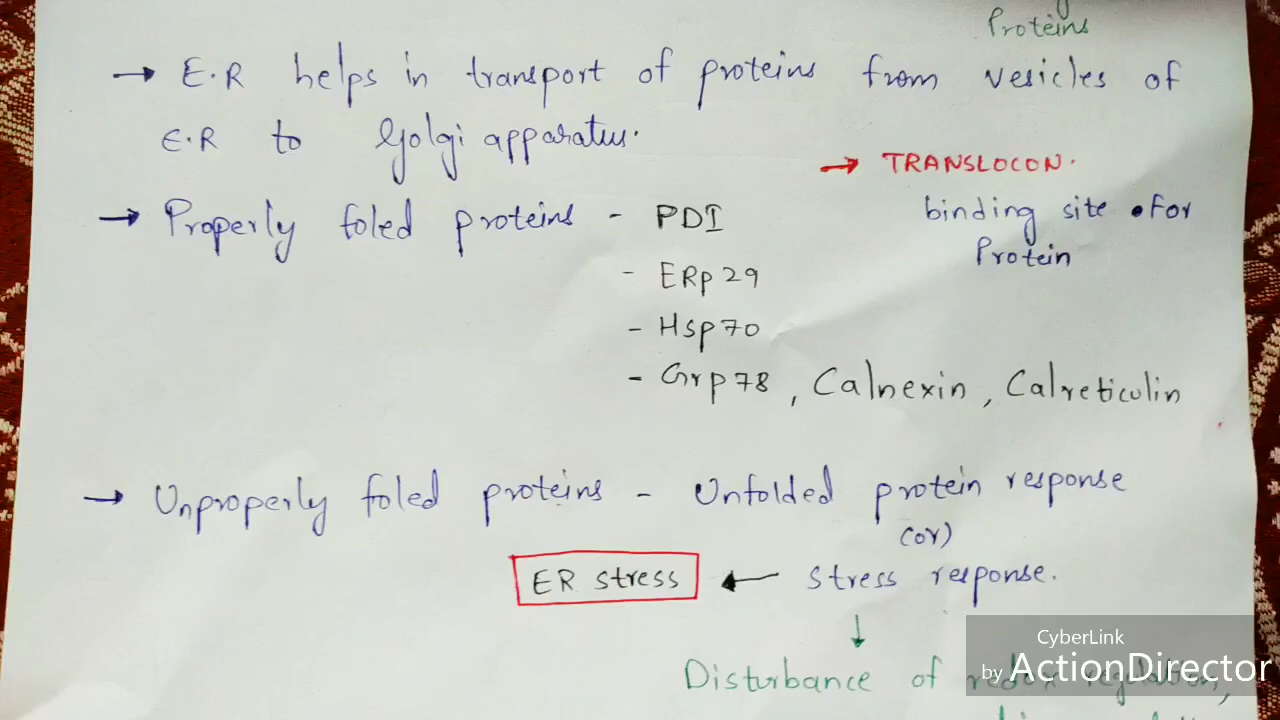 Proteins
→ E.R helps in transport of proteins from vesicles of
E.R to Golgi apparatus.
→ TRANSLOCON.
binding site for
Protein
→ Properly foled proteins - PDI
- ERp29
- Hsp70
- Grp78, Calnexin, Calreticulin
→ Unproperly foled proteins - Unfolded protein response
(or)
ER stress ← stress response.
↓
Disturbance of redox regulation,
CyberLink
by ActionDirector